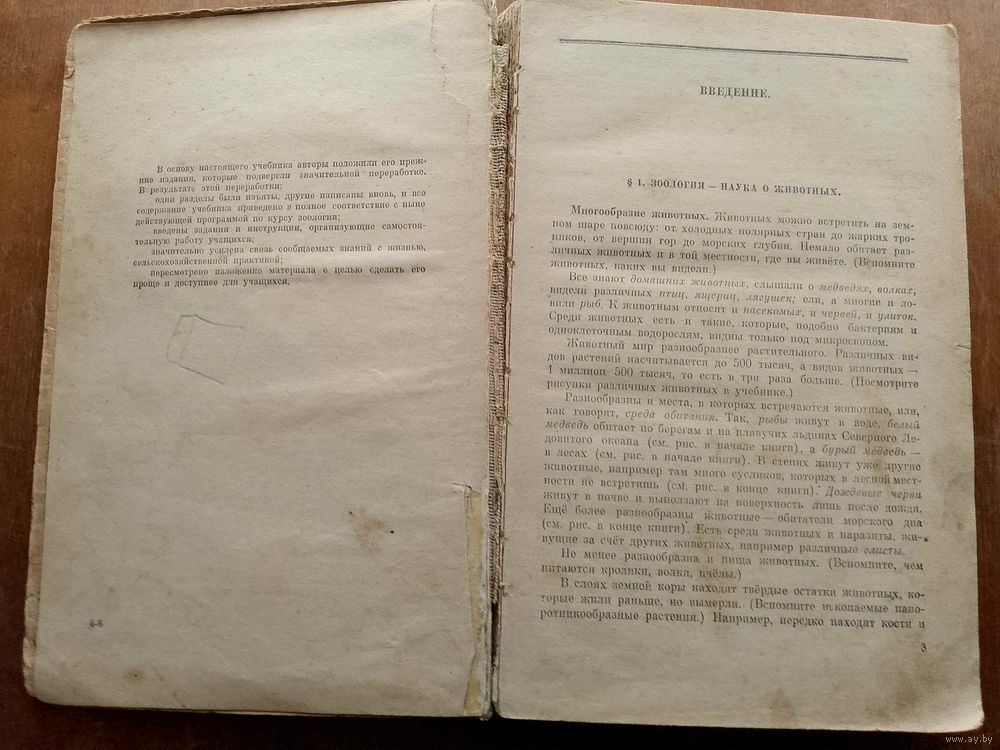 В основу настоящего учебника авторы положили его преж-
ние издания, которые подвергли значительной переработке.
В результате этой переработки:
одни разделы были изъяты, другие написаны вновь, и все
содержание учебника приведено в полное соответствие с ныне
действующей программой по курсу зоологии;
введены задания и инструкции, организующие самостоя-
тельную работу учащихся;
значительно усилена связь сообщаемых знаний с жизнью,
сельскохозяйственной практикой;
пересмотрено изложение материала с целью сделать его
проще и доступнее для учащихся.
6-6
ВВЕДЕНИЕ.
§ 1. ЗООЛОГИЯ — НАУКА О ЖИВОТНЫХ.
Многообразие животных. Животных можно встретить на зем-
ном шаре повсюду: от холодных полярных стран до жарких тро-
пиков, от вершин гор до морских глубин. Немало обитает раз-
личных животных и в той местности, где вы живёте. (Вспомните
животных, каких вы видели.)
Все знают домашних животных, слышали о медведях, волках,
видели различных птиц, ящериц, лягушек; ели, а многие и ло-
вили рыб. К животным относят и насекомых, и червей, и улиток.
Среди животных есть и такие, которые, подобно бактериям и
одноклеточным водорослям, видны только под микроскопом.
Животный мир разнообразнее растительного. Различных ви-
дов растений насчитывается до 500 тысяч, а видов животных —
1 миллион 500 тысяч, то есть в три раза больше. (Посмотрите
рисунки различных животных в учебнике.)
Разнообразны и места, в которых встречаются животные, или,
как говорят, среда обитания. Так, рыбы живут в воде, белый
медведь обитает по берегам и на плавучих льдинах Северного Ле-
довитого океана (см. рис. в начале книги), а бурый медведь —
в лесах (см. рис. в начале книги). В степях живут уже другие
животные, например там много сусликов, которых в лесной мест-
ности не встретишь (см. рис. в конце книги). Дождевые черви
живут в почве и выползают на поверхность лишь после дождя.
Ещё более разнообразны животные — обитатели морского дна
(см. рис. в конце книги). Есть среди животных и паразиты, жи-
вущие за счёт других животных, например различные глисты.
Не менее разнообразна и пища животных. (Вспомните, чем
питаются кролики, волки, пчёлы.)
В слоях земной коры находят твёрдые остатки животных, ко-
торые жили раньше, но вымерли. (Вспомните ископаемые папо-
ротникообразные растения.) Например, нередко находят кости и
3
www.ay.by